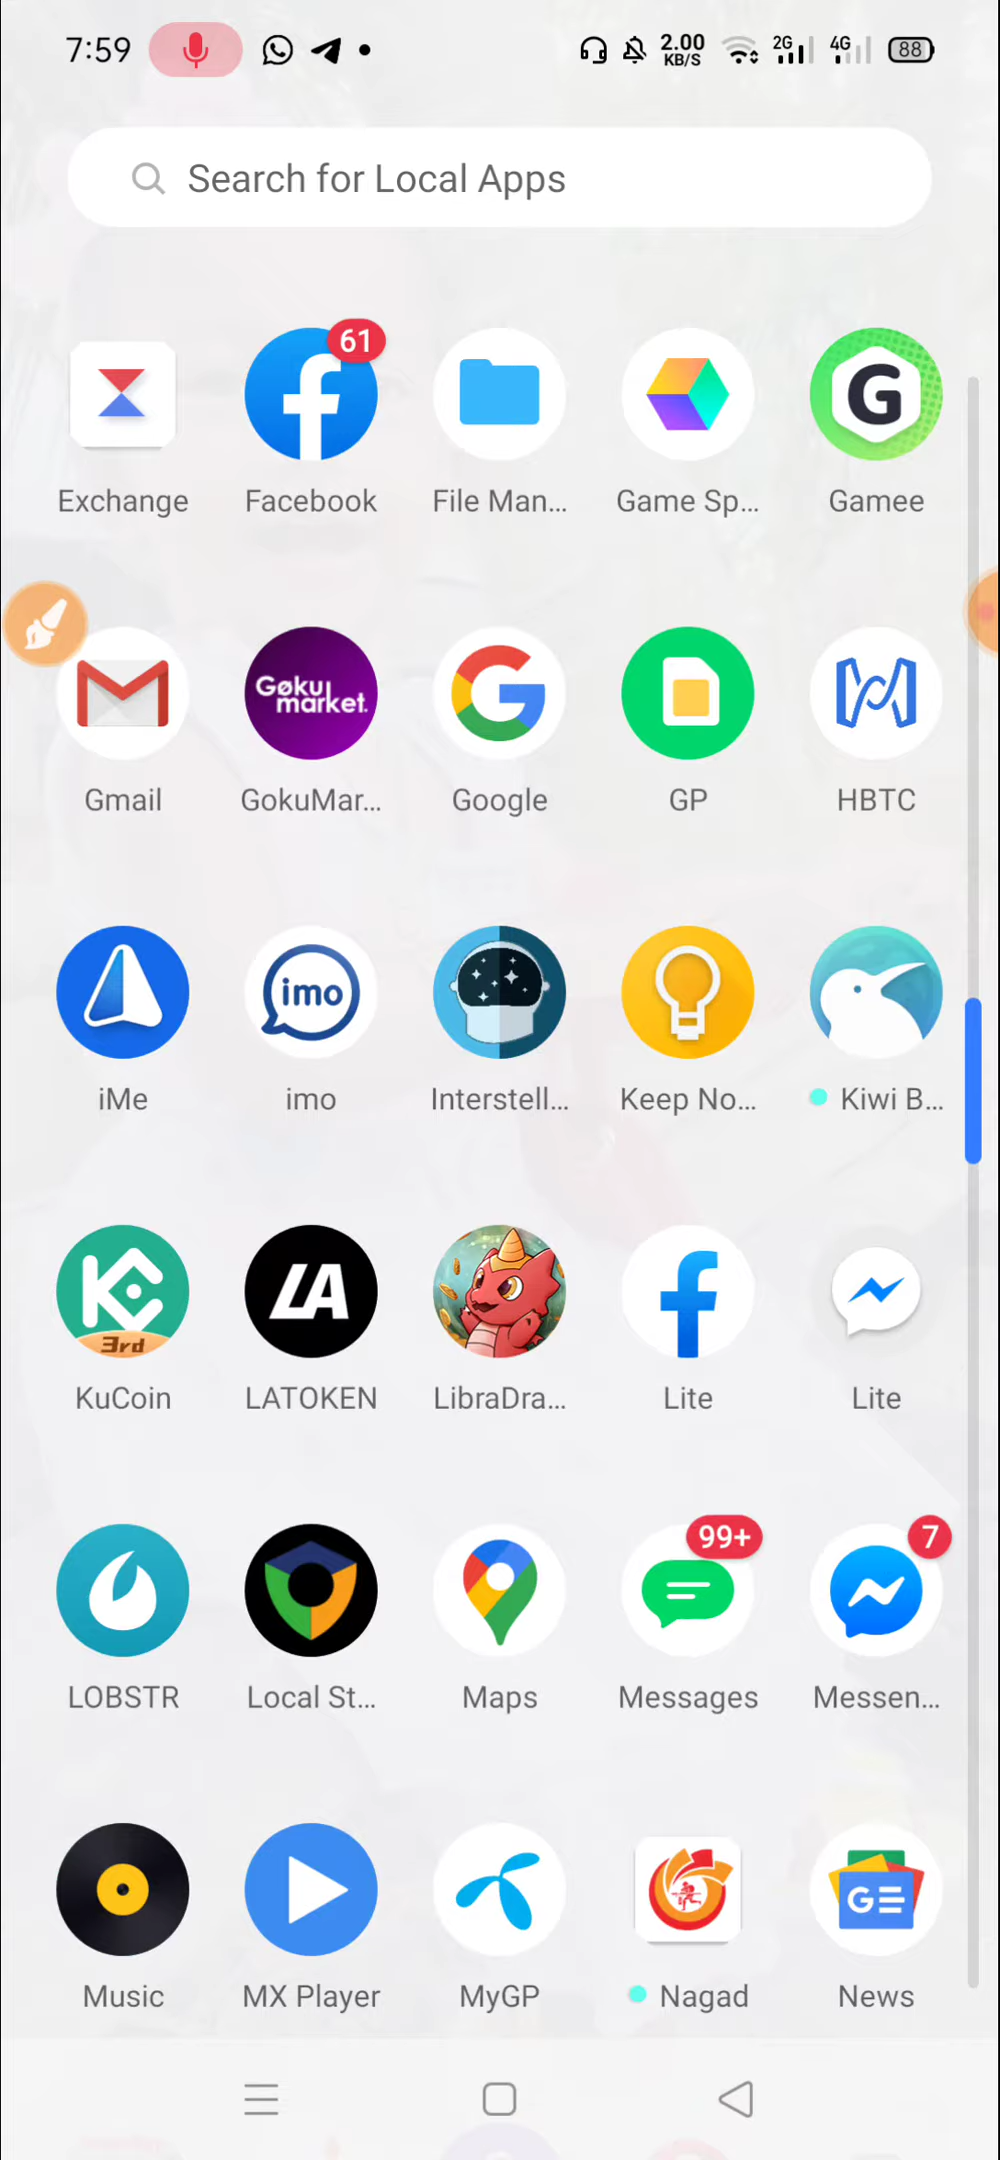 7:59
2.00 KB/S
2G
4G
88
Search for Local Apps
61
Exchange
Facebook
File Man...
Game Sp...
G
Gamee
Gøku market.
Gmail
GokuMar...
Google
GP
HBTC
imo
iMe
imo
Interstell...
Keep No...
Kiwi B...
3rd
LA
KuCoin
LATOKEN
LibraDra...
Lite
Lite
99+
7
LOBSTR
Local St...
Maps
Messages
Messen...
GE
Music
MX Player
MyGP
Nagad
News